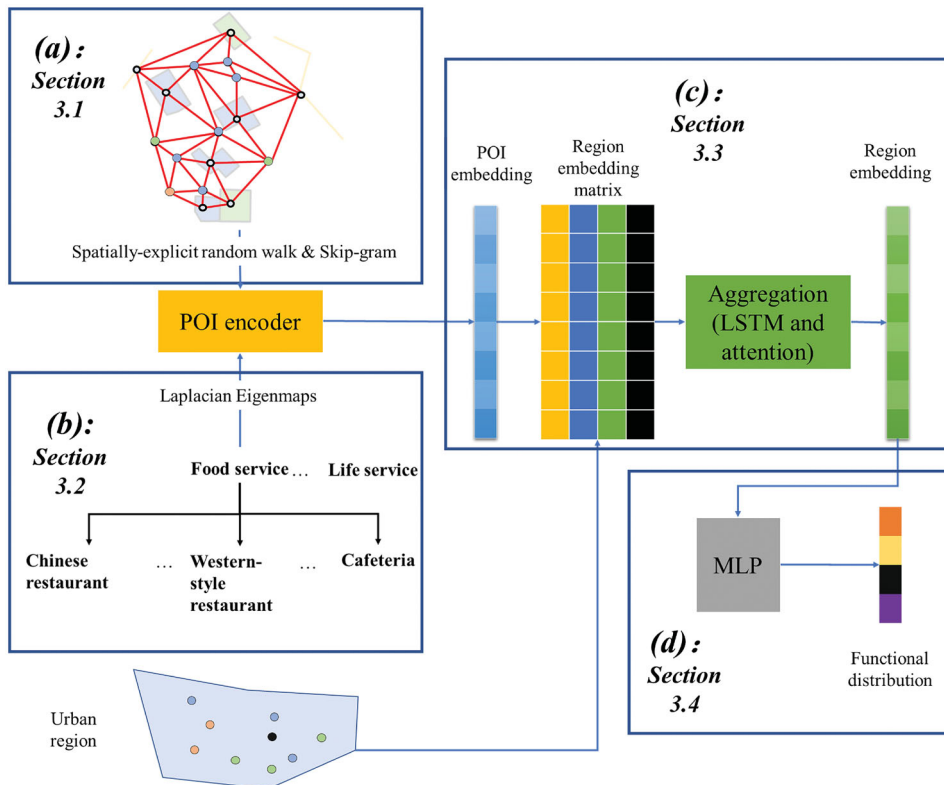 (a):
Section
3.1
Spatially-explicit random walk & Skip-gram
POI encoder
Laplacian Eigenmaps
(b):
Section
3.2
Food service ... Life service
Chinese
restaurant
...
Western-
style
restaurant
...
Cafeteria
Urban
region
(c):
Section
3.3
POI
embedding
Region
embedding
matrix
Aggregation
(LSTM and
attention)
Region
embedding
MLP
(d):
Section
3.4
Functional
distribution